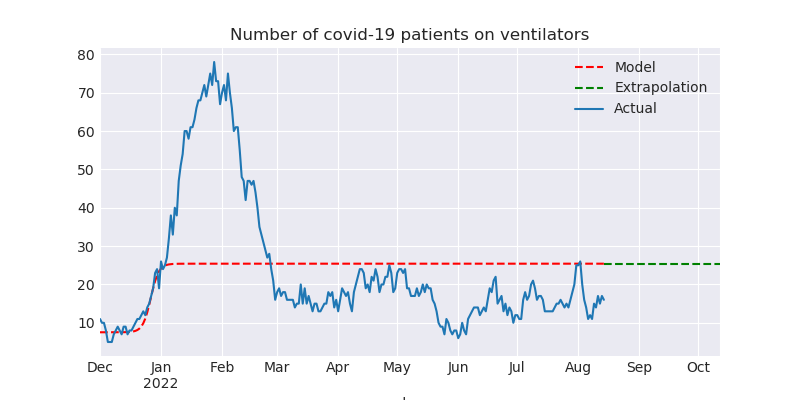 Number of covid-19 patients on ventilators
80
70
60
50
40
30
20
10
Model
Extrapolation
Actual
Dec Jan Feb Mar Apr May Jun Jul Aug Sep Oct
2022